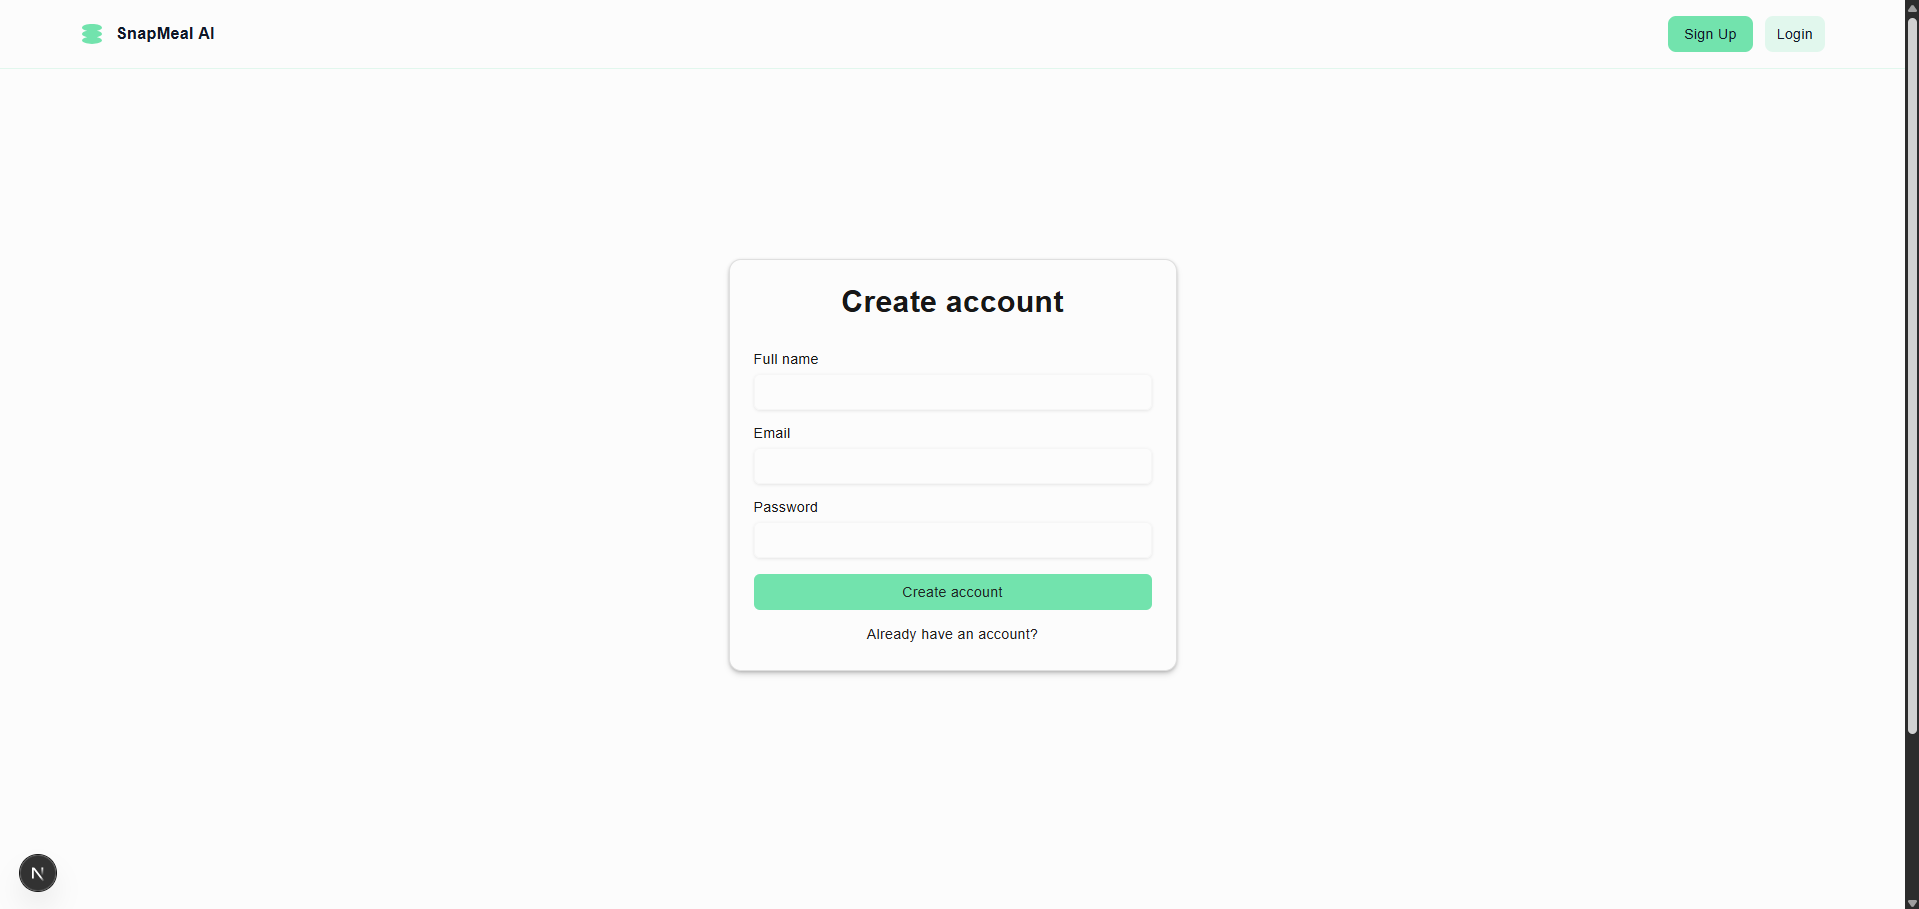 SnapMeal AI
Sign Up
Login
Create account
Full name
Email
Password
Create account
Already have an account?
N